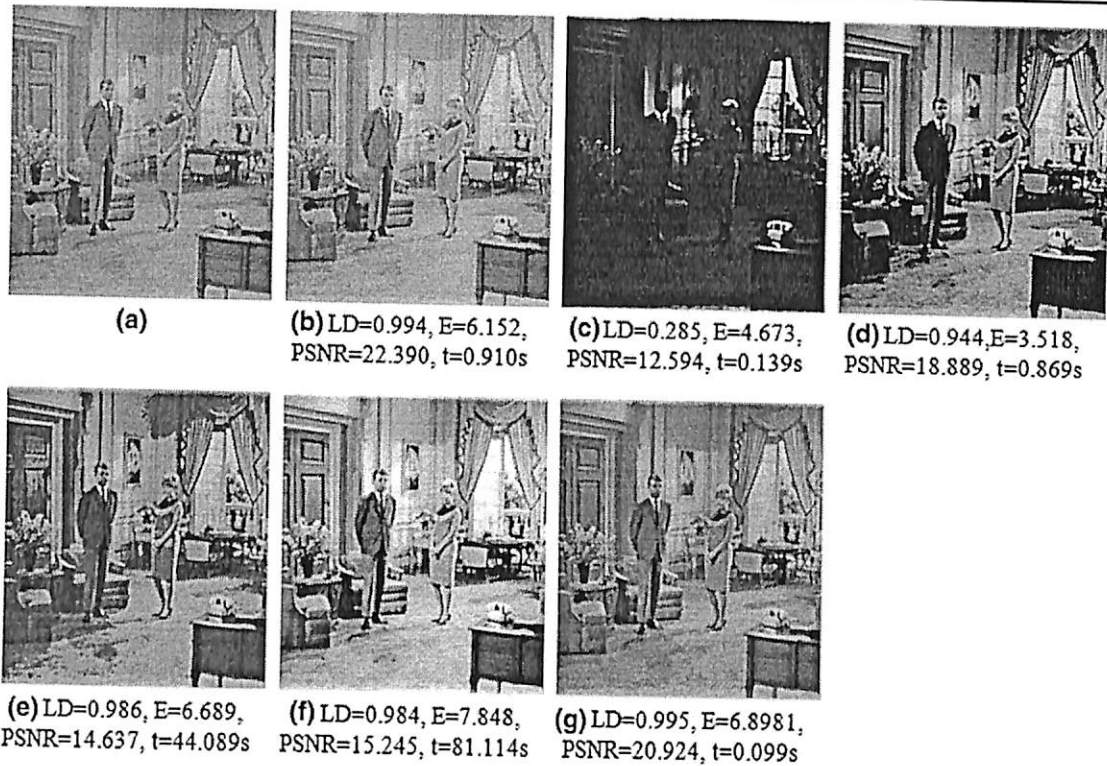 (a)
(b) LD=0.994, E=6.152,
PSNR=22.390, t=0.910s
(c) LD=0.285, E=4.673,
PSNR=12.594, t=0.139s
(d) LD=0.944,E=3.518,
PSNR=18.889, t=0.869s
(e) LD=0.986, E=6.689,
PSNR=14.637, t=44.089s
(f) LD=0.984, E=7.848,
PSNR=15.245, t=81.114s
(g) LD=0.995, E=6.8981,
PSNR=20.924, t=0.099s